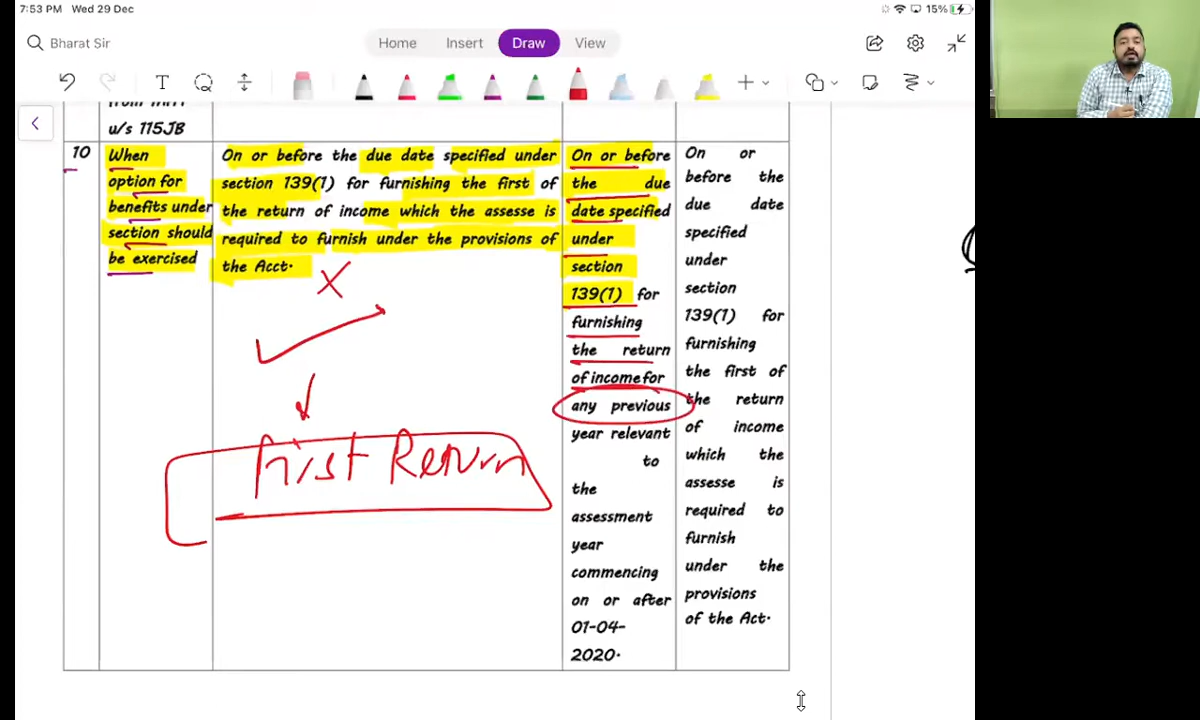 7:53 PM Wed 29 Dec
15%
Bharat Sir
Home
Insert
Draw
View
T
u/s 115JB
10
When
option for
benefits under
section should
be exercised
On or before the due date specified under
section 139(1) for furnishing the first of
the return of income which the assesse is
required to furnish under the provisions of
the Acct.
First Return
On or before
the due
date specified
under
section
139(1) for
furnishing
the return
of income for
any previous
year relevant
to
the
assessment
year
commencing
on or after
01-04-
2020.
On or
before the
due date
specified
under
section
139(1) for
furnishing
the first of
the return
of income
which the
assesse is
required to
furnish
under the
provisions
of the Act.